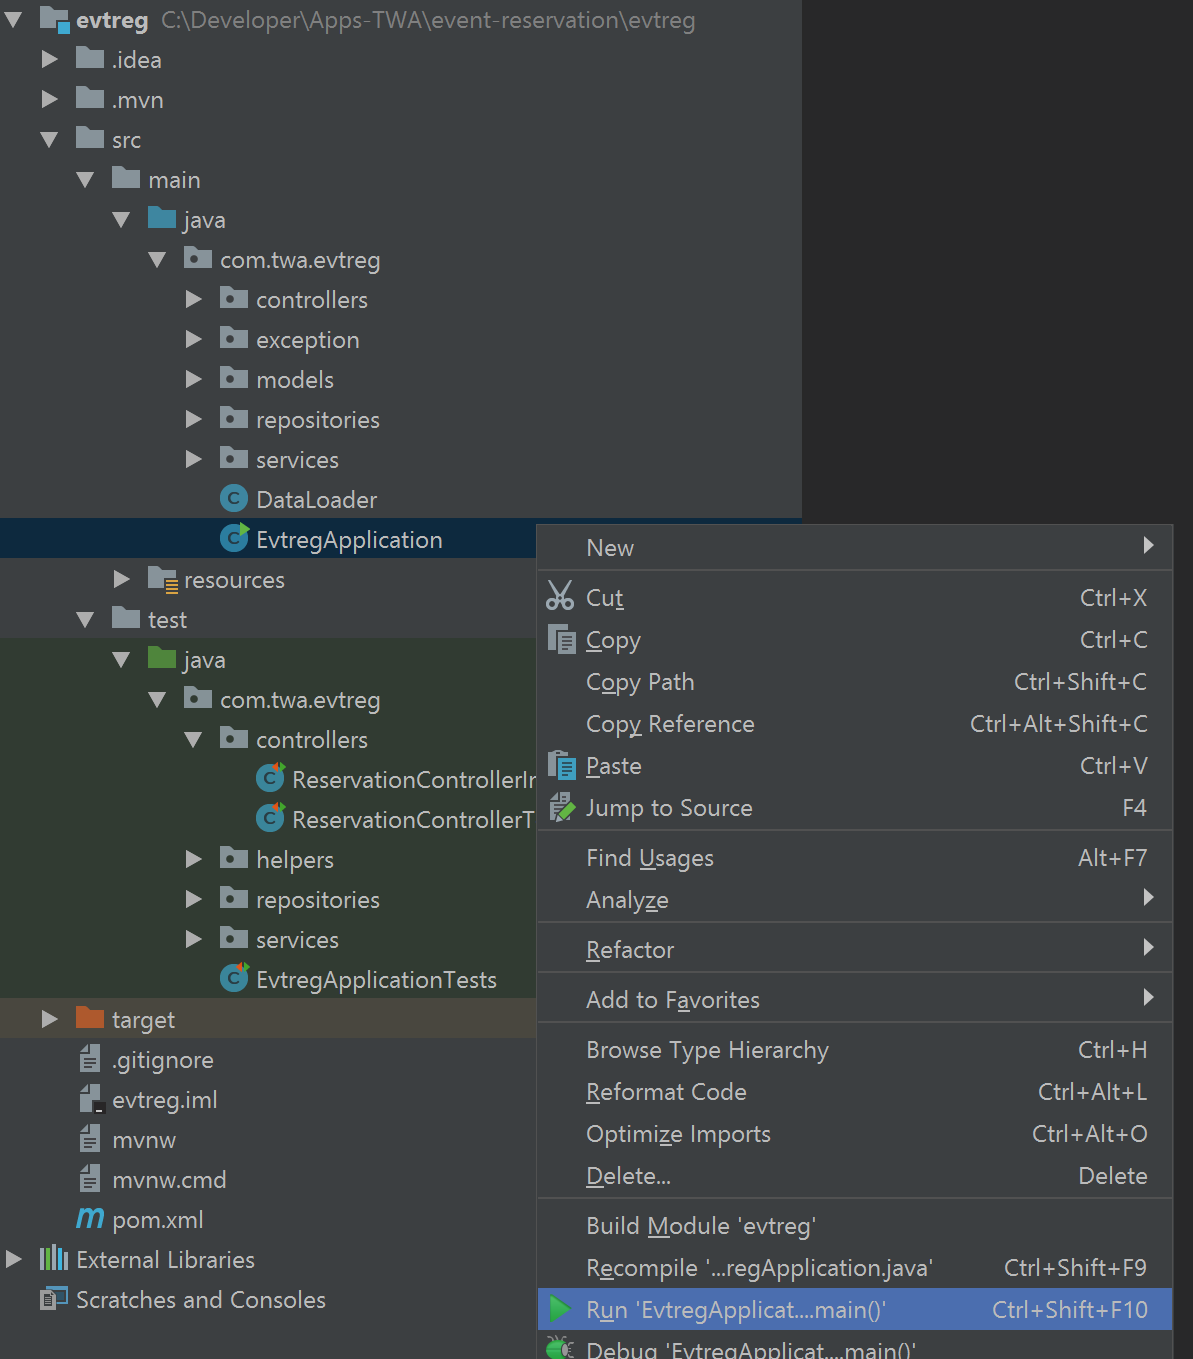 evtreg C:\Developer\Apps-TWA\event-reservation\evtreg
.idea
.mvn
src
main
java
com.twa.evtreg
controllers
exception
models
repositories
services
DataLoader
EvtregApplication
resources
test
java
com.twa.evtreg
controllers
ReservationControllerIn
ReservationControllerT
helpers
repositories
services
EvtregApplicationTests
target
.gitignore
evtreg.iml
mvnw
mvnw.cmd
pom.xml
External Libraries
Scratches and Consoles
New
Cut Ctrl+X
Copy Ctrl+C
Copy Path Ctrl+Shift+C
Copy Reference Ctrl+Alt+Shift+C
Paste Ctrl+V
Jump to Source F4
Find Usages Alt+F7
Analyze
Refactor
Add to Favorites
Browse Type Hierarchy Ctrl+H
Reformat Code Ctrl+Alt+L
Optimize Imports Ctrl+Alt+O
Delete... Delete
Build Module 'evtreg'
Recompile '...regApplication.java' Ctrl+Shift+F9
Run 'EvtregApplicat....main()' Ctrl+Shift+F10
Debug 'EvtregApplicat....main()'